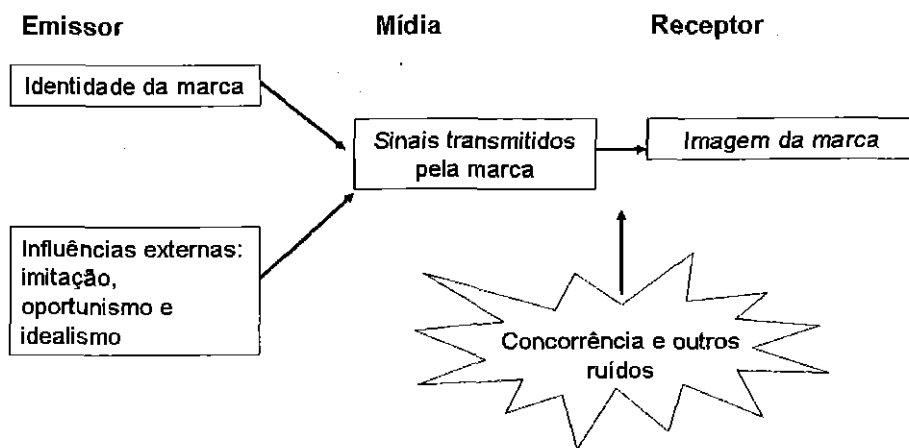 Emissor
Mídia
Receptor
Identidade da marca
Sinais transmitidos
pela marca
Imagem da marca
Influências externas:
imitação,
oportunismo e
idealismo
Concorrência e outros
ruídos